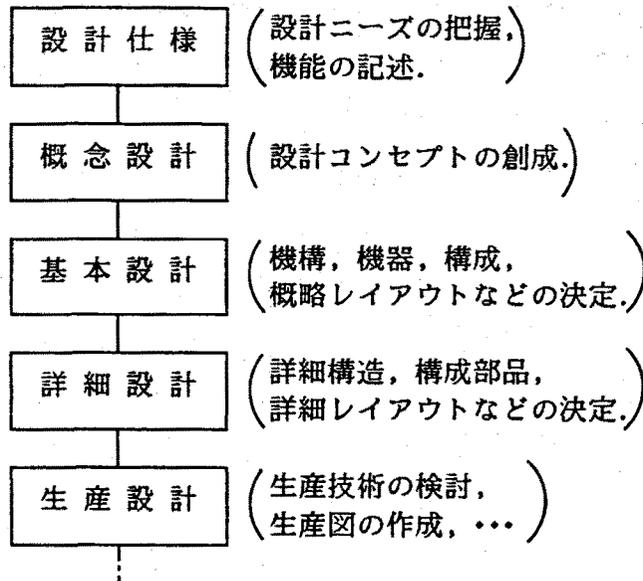 設計仕様
設計ニーズの把握,
機能の記述.
概念設計
設計コンセプトの創成.
基本設計
機構, 機器, 構成,
概略レイアウトなどの決定.
詳細設計
詳細構造, 構成部品,
詳細レイアウトなどの決定.
生産設計
生産技術の検討,
生産図の作成, …